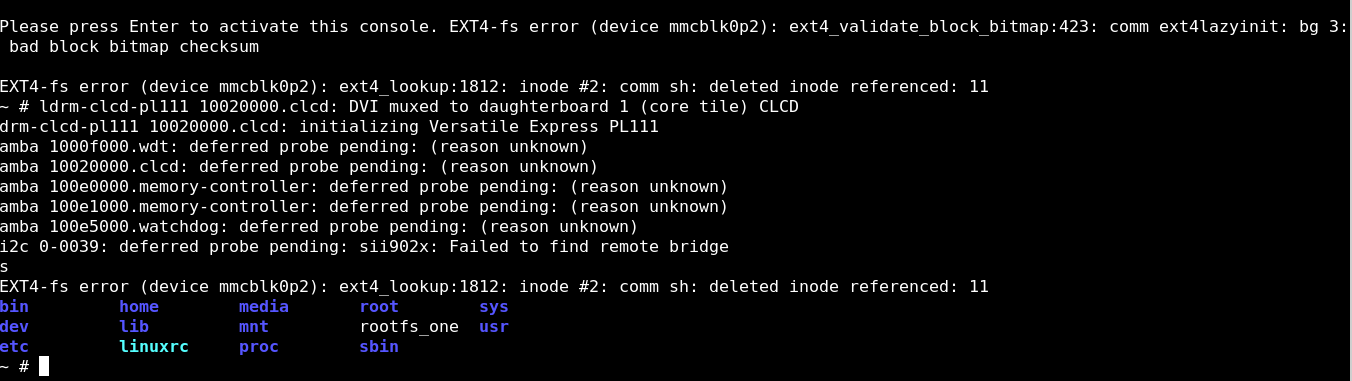 Please press Enter to activate this console. EXT4-fs error (device mmcblk0p2): ext4_validate_block_bitmap:423: comm ext4lazyinit: bg 3:
 bad block bitmap checksum
EXT4-fs error (device mmcblk0p2): ext4_lookup:1812: inode #2: comm sh: deleted inode referenced: 11
~ # ldrm-clcd-pl111 10020000.clcd: DVI muxed to daughterboard 1 (core tile) CLCD
drm-clcd-pl111 10020000.clcd: initializing Versatile Express PL111
amba 1000f000.wdt: deferred probe pending: (reason unknown)
amba 10020000.clcd: deferred probe pending: (reason unknown)
amba 100e0000.memory-controller: deferred probe pending: (reason unknown)
amba 100e1000.memory-controller: deferred probe pending: (reason unknown)
amba 100e5000.watchdog: deferred probe pending: (reason unknown)
i2c 0-0039: deferred probe pending: sii902x: Failed to find remote bridge
s
EXT4-fs error (device mmcblk0p2): ext4_lookup:1812: inode #2: comm sh: deleted inode referenced: 11
bin         home        media       root        sys
dev         lib         mnt         rootfs_one  usr
etc         linuxrc     proc        sbin
~ #